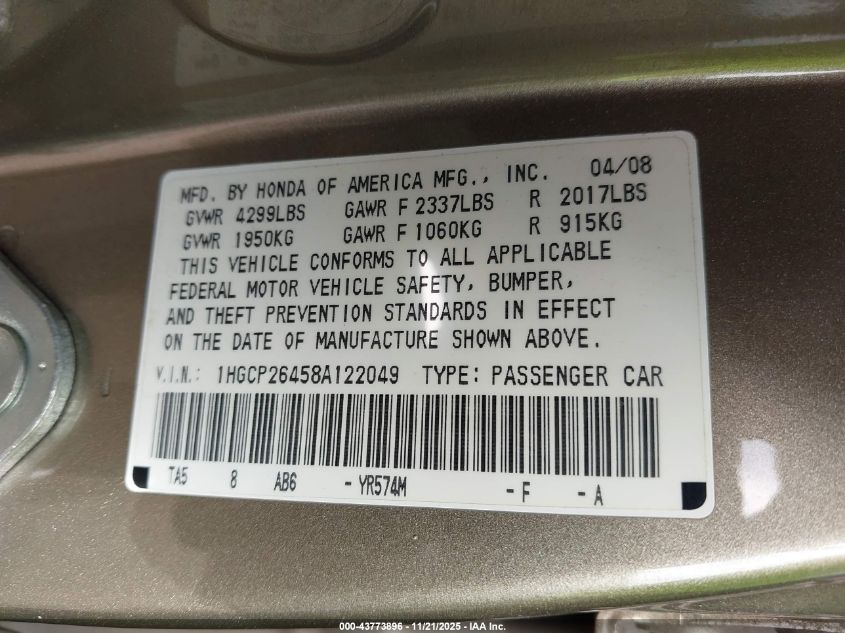 MFD. BY HONDA OF AMERICA MFG., INC. 04/08
GVWR 4299LBS GAWR F 2337LBS R 2017LBS
GVWR 1950KG GAWR F 1060KG R 915KG
THIS VEHICLE CONFORMS TO ALL APPLICABLE
FEDERAL MOTOR VEHICLE SAFETY, BUMPER,
AND THEFT PREVENTION STANDARDS IN EFFECT
ON THE DATE OF MANUFACTURE SHOWN ABOVE.
V.I.N.: 1HGCP26458A122049 TYPE: PASSENGER CAR
TA5 8 AB6 - YR574M - F - A
000-43773896 - 11/21/2025 - IAA Inc.